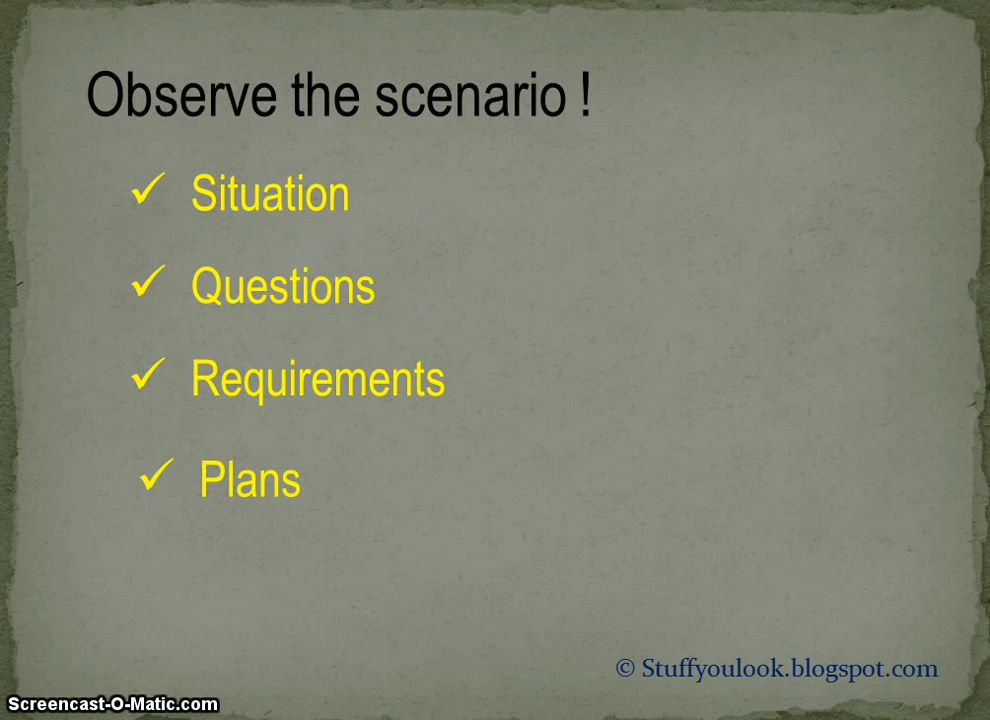 Observe the scenario !
✓ Situation
✓ Questions
✓ Requirements
✓ Plans
© Stuffyoulook.blogspot.com
Screencast-O-Matic.com